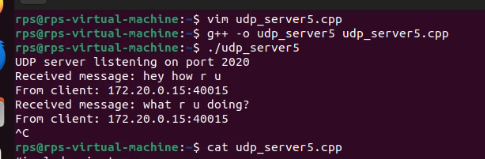 rps@rps-virtual-machine:~$ vim udp_server5.cpp
rps@rps-virtual-machine:~$ g++ -o udp_server5 udp_server5.cpp
rps@rps-virtual-machine:~$ ./udp_server5
UDP server listening on port 2020
Received message: hey how r u
From client: 172.20.0.15:40015
Received message: what r u doing?
From client: 172.20.0.15:40015
^C
rps@rps-virtual-machine:~$ cat udp_server5.cpp